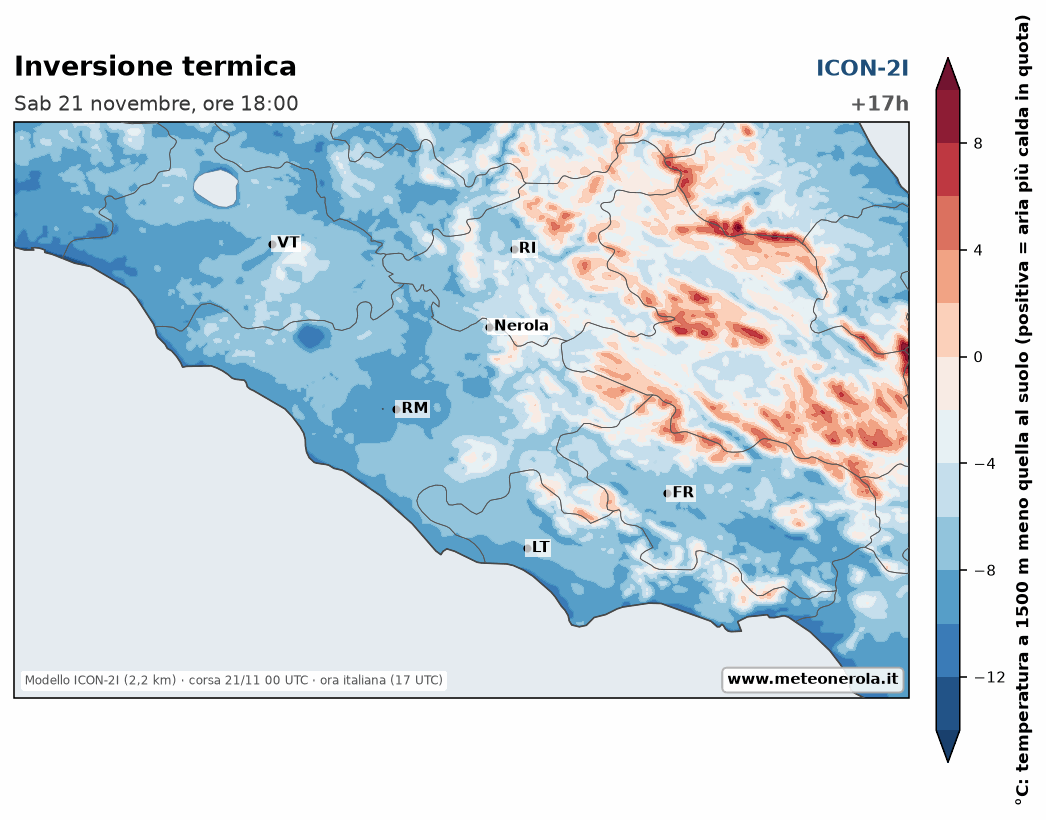 Inversione termica
ICON-2I
Sab 21 novembre, ore 18:00
+17h
VT
RI
Nerola
RM
FR
LT
Modello ICON-2I (2,2 km) · corsa 21/11 00 UTC · ora italiana (17 UTC)
www.meteonerola.it
8
4
0
−4
−8
−12
°C: temperatura a 1500 m meno quella al suolo (positiva = aria più calda in quota)